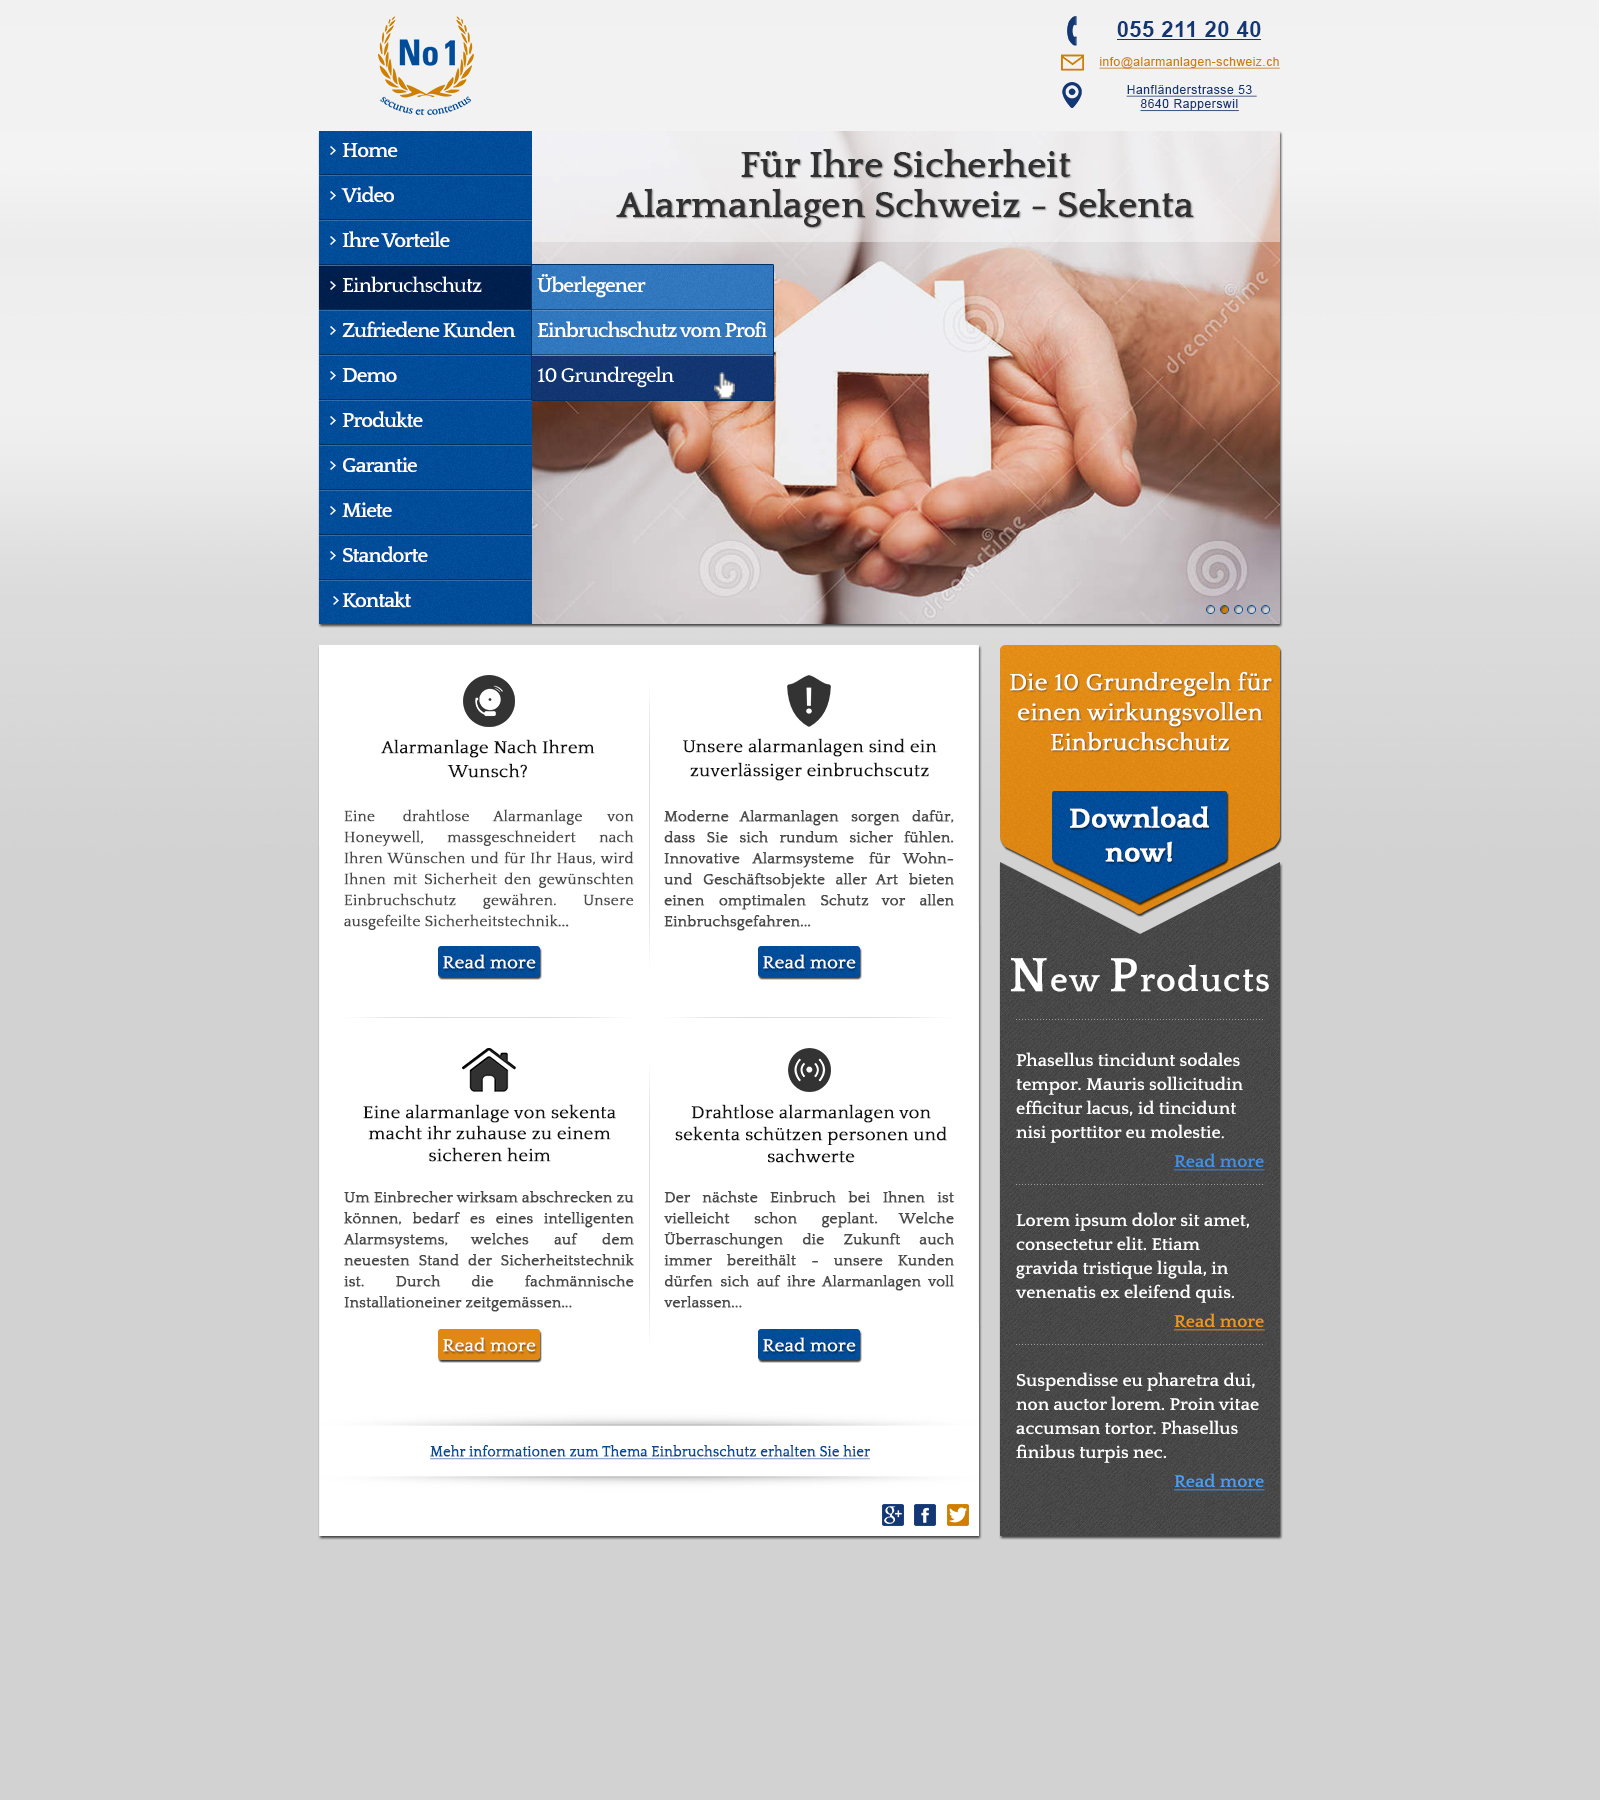 No 1
securus et contentus
055 211 20 40
info@alarmanlagen-schweiz.ch
Hanfländerstrasse 53
8640 Rapperswil
Home
Video
Ihre Vorteile
Einbruchschutz
Zufriedene Kunden
Demo
Produkte
Garantie
Miete
Standorte
Kontakt
Überlegener
Einbruchschutz vom Profi
10 Grundregeln
Für Ihre Sicherheit
Alarmanlagen Schweiz - Sekenta
dreamstime
dreamstime
Alarmanlage Nach Ihrem
Wunsch?
Eine drahtlose Alarmanlage von
Honeywell, massgeschneidert nach
Ihren Wünschen und für Ihr Haus, wird
Ihnen mit Sicherheit den gewünschten
Einbruchschutz gewähren. Unsere
ausgefeilte Sicherheitstechnik...
Read more
Unsere alarmanlagen sind ein
zuverlässiger einbruchscutz
Moderne Alarmanlagen sorgen dafür,
dass Sie sich rundum sicher fühlen.
Innovative Alarmsysteme für Wohn-
und Geschäftsobjekte aller Art bieten
einen omptimalen Schutz vor allen
Einbruchsgefahren...
Read more
Eine alarmanlage von sekenta
macht ihr zuhause zu einem
sicheren heim
Um Einbrecher wirksam abschrecken zu
können, bedarf es eines intelligenten
Alarmsystems, welches auf dem
neuesten Stand der Sicherheitstechnik
ist. Durch die fachmännische
Installationeiner zeitgemässen...
Read more
Drahtlose alarmanlagen von
sekenta schützen personen und
sachwerte
Der nächste Einbruch bei Ihnen ist
vielleicht schon geplant. Welche
Überraschungen die Zukunft auch
immer bereithält - unsere Kunden
dürfen sich auf ihre Alarmanlagen voll
verlassen...
Read more
Mehr informationen zum Thema Einbruchschutz erhalten Sie hier
Die 10 Grundregeln für
einen wirkungsvollen
Einbruchschutz
Download
now!
New Products
Phasellus tincidunt sodales
tempor. Mauris sollicitudin
efficitur lacus, id tincidunt
nisi porttitor eu molestie.
Read more
Lorem ipsum dolor sit amet,
consectetur elit. Etiam
gravida tristique ligula, in
venenatis ex eleifend quis.
Read more
Suspendisse eu pharetra dui,
non auctor lorem. Proin vitae
accumsan tortor. Phasellus
finibus turpis nec.
Read more